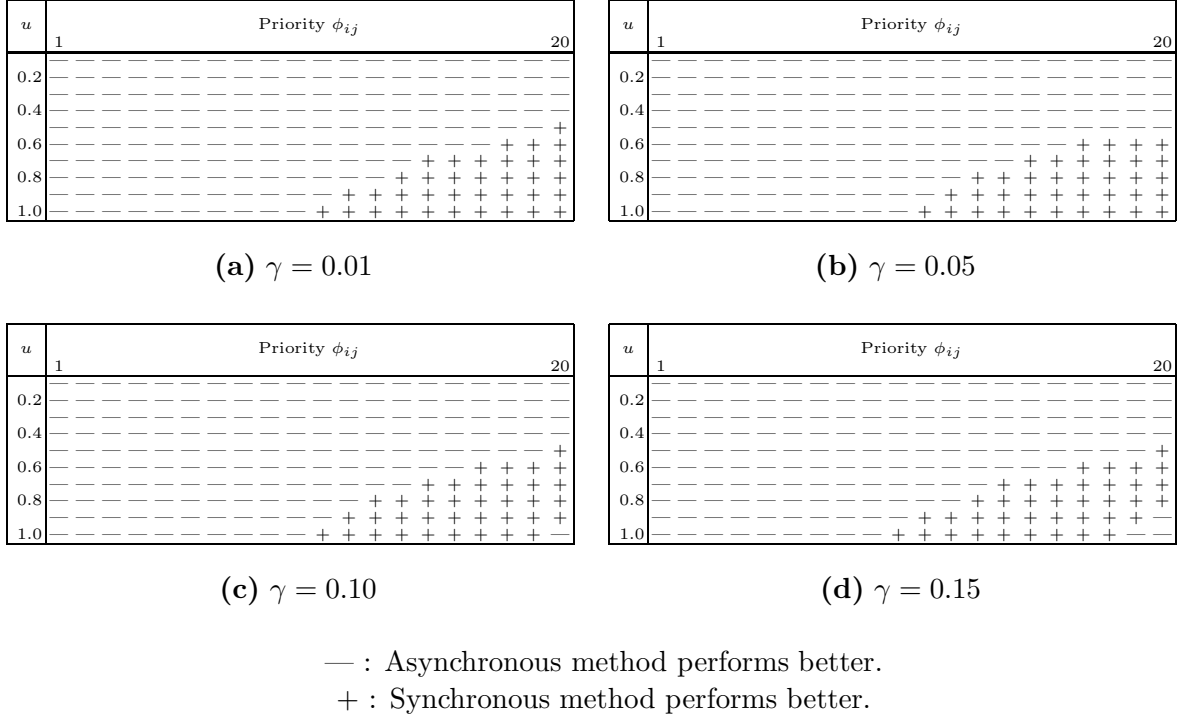 u Priority ϕij
1 20
— — — — — — — — — — — — — — — — — — — —
0.2 — — — — — — — — — — — — — — — — — — — —
— — — — — — — — — — — — — — — — — — — —
0.4 — — — — — — — — — — — — — — — — — — — —
— — — — — — — — — — — — — — — — — — — +
0.6 — — — — — — — — — — — — — — — — — + + +
— — — — — — — — — — — — — — + + + + + +
0.8 — — — — — — — — — — — — — + + + + + + +
— — — — — — — — — — — + + + + + + + + +
1.0 — — — — — — — — — — + + + + + + + + + +
(a) γ = 0.01
u Priority ϕij
1 20
— — — — — — — — — — — — — — — — — — — —
0.2 — — — — — — — — — — — — — — — — — — — —
— — — — — — — — — — — — — — — — — — — —
0.4 — — — — — — — — — — — — — — — — — — — —
— — — — — — — — — — — — — — — — — — — —
0.6 — — — — — — — — — — — — — — — — + + + +
— — — — — — — — — — — — — — + + + + + +
0.8 — — — — — — — — — — — — + + + + + + + +
— — — — — — — — — — — + + + + + + + + +
1.0 — — — — — — — — — — + + + + + + + + + +
(b) γ = 0.05
u Priority ϕij
1 20
— — — — — — — — — — — — — — — — — — — —
0.2 — — — — — — — — — — — — — — — — — — — —
— — — — — — — — — — — — — — — — — — — —
0.4 — — — — — — — — — — — — — — — — — — — —
— — — — — — — — — — — — — — — — — — — +
0.6 — — — — — — — — — — — — — — — — + + + +
— — — — — — — — — — — — — — + + + + + +
0.8 — — — — — — — — — — — — + + + + + + + +
— — — — — — — — — — — + + + + + + + + +
1.0 — — — — — — — — — — + + + + + + + + + —
(c) γ = 0.10
u Priority ϕij
1 20
— — — — — — — — — — — — — — — — — — — —
0.2 — — — — — — — — — — — — — — — — — — — —
— — — — — — — — — — — — — — — — — — — —
0.4 — — — — — — — — — — — — — — — — — — — —
— — — — — — — — — — — — — — — — — — — +
0.6 — — — — — — — — — — — — — — — — + + + +
— — — — — — — — — — — — — + + + + + + +
0.8 — — — — — — — — — — — — + + + + + + + +
— — — — — — — — — — + + + + + + + + + —
1.0 — — — — — — — — — + + + + + + + + + — —
(d) γ = 0.15
— : Asynchronous method performs better.
+ : Synchronous method performs better.